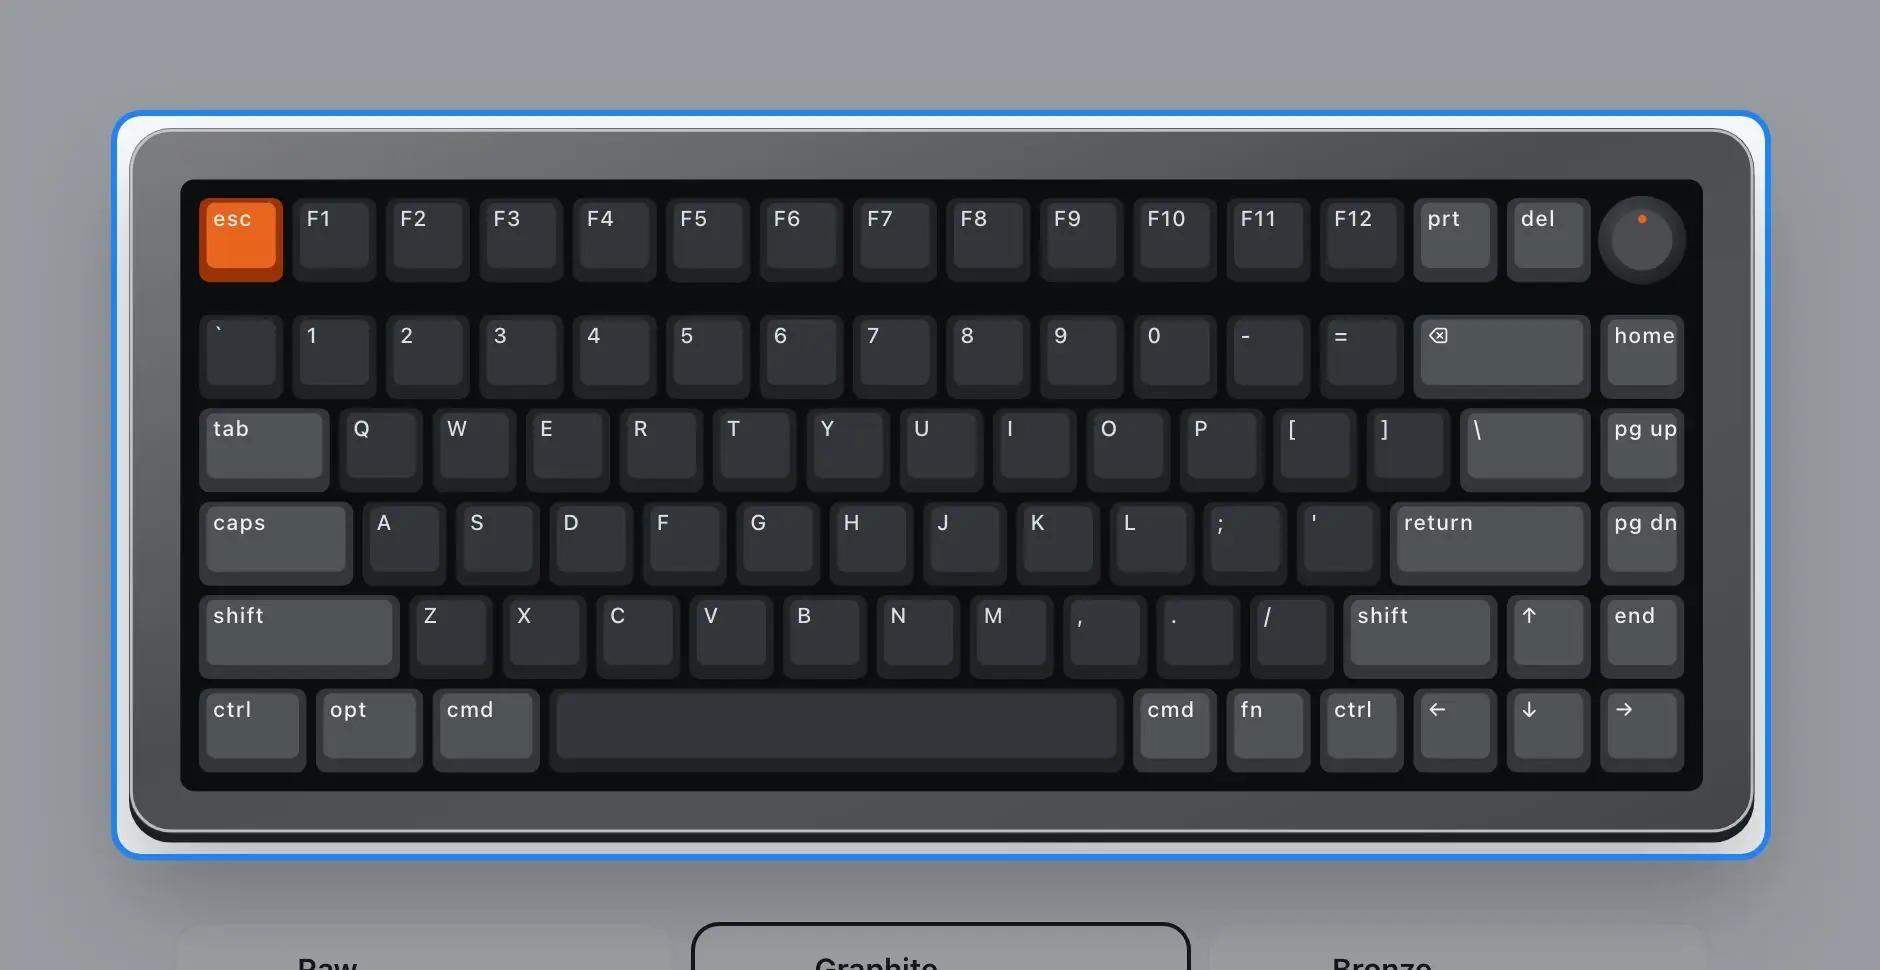 esc F1 F2 F3 F4 F5 F6 F7 F8 F9 F10 F11 F12 prt del
` 1 2 3 4 5 6 7 8 9 0 - = ⌫ home
tab Q W E R T Y U I O P [ ] \ pg up
caps A S D F G H J K L ; ' return pg dn
shift Z X C V B N M , . / shift ↑ end
ctrl opt cmd cmd fn ctrl ← ↓ →
Raw Graphite Bronze